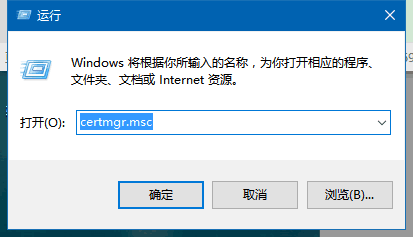 运行
Windows 将根据你所输入的名称，为你打开相应的程序、
文件夹、文档或 Internet 资源。
打开(O):
certmgr.msc
确定
取消
浏览(B)...